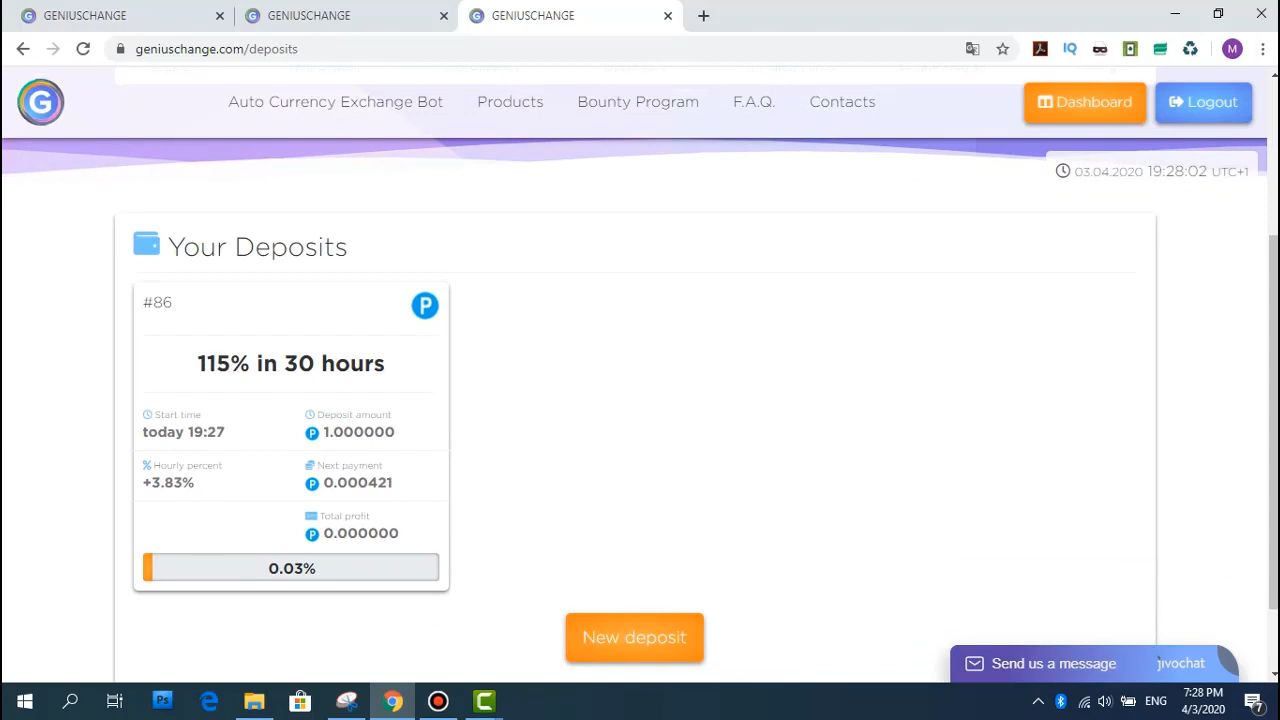 GENIUSCHANGE
GENIUSCHANGE
GENIUSCHANGE
geniuschange.com/deposits
M
G
Auto Currency Exchange Bot
Products
Bounty Program
F.A.Q.
Contacts
Dashboard
Logout
03.04.2020 19:28:02 UTC+1
Your Deposits
#86
P
115% in 30 hours
Start time
today 19:27
Deposit amount
P 1.000000
Hourly percent
+3.83%
Next payment
P 0.000421
Total profit
P 0.000000
0.03%
New deposit
Send us a message
jivochat
Ps
ENG
7:28 PM
4/3/2020
7